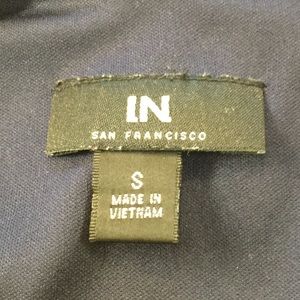 IN
SAN FRANCISCO
S
MADE IN
VIETNAM